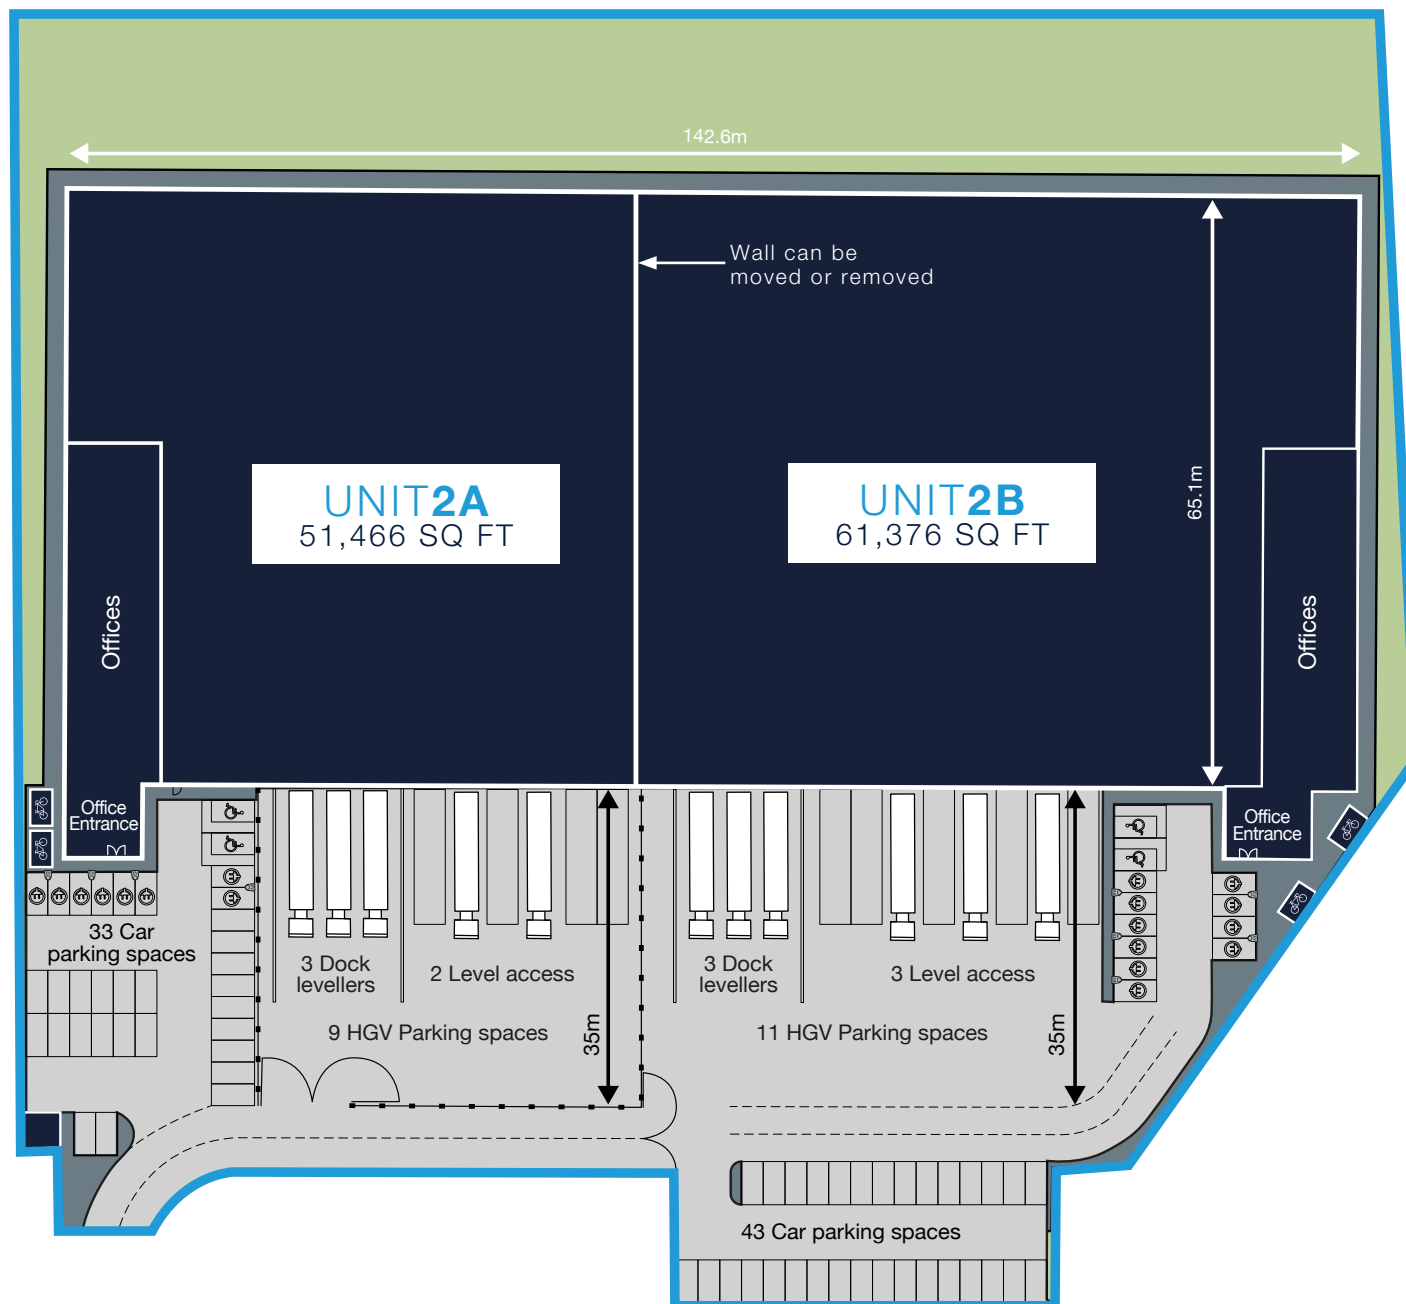 142.6m
Wall can be
moved or removed
UNIT2A
51,466 SQ FT
UNIT2B
61,376 SQ FT
65.1m
Offices
Offices
Office
Entrance
Office
Entrance
33 Car
parking spaces
3 Dock
levellers
2 Level access
3 Dock
levellers
3 Level access
9 HGV Parking spaces
35m
11 HGV Parking spaces
35m
43 Car parking spaces